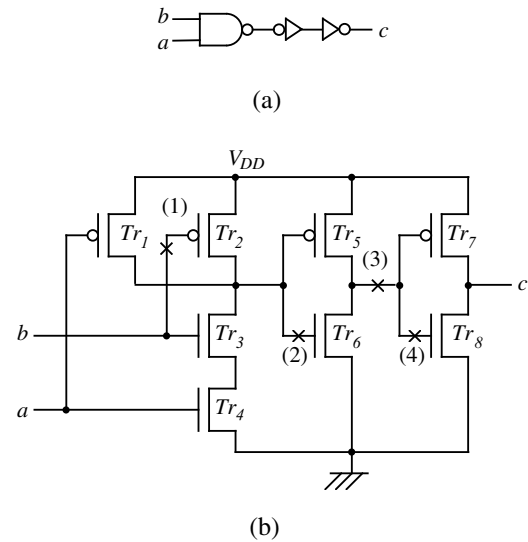 b
a
c
(a)
V_DD
(1)
Tr_1
Tr_2
Tr_5
(3)
Tr_7
c
b
Tr_3
(2)
Tr_6
(4)
Tr_8
a
Tr_4
(b)